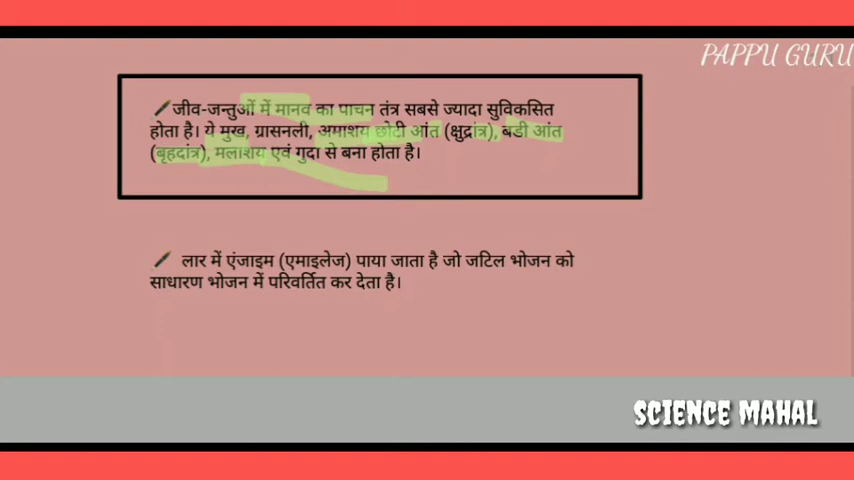 PAPPU GURU
जीव-जन्तुओं में मानव का पाचन तंत्र सबसे ज्यादा सुविकसित
होता है। ये मुख, ग्रासनली, अमाशय छोटी आंत (क्षुद्रांत्र), बडी आंत
(बृहदांत्र), मलाशय एवं गुदा से बना होता है।
लार में एंजाइम (एमाइलेज) पाया जाता है जो जटिल भोजन को
साधारण भोजन में परिवर्तित कर देता है।
SCIENCE MAHAL